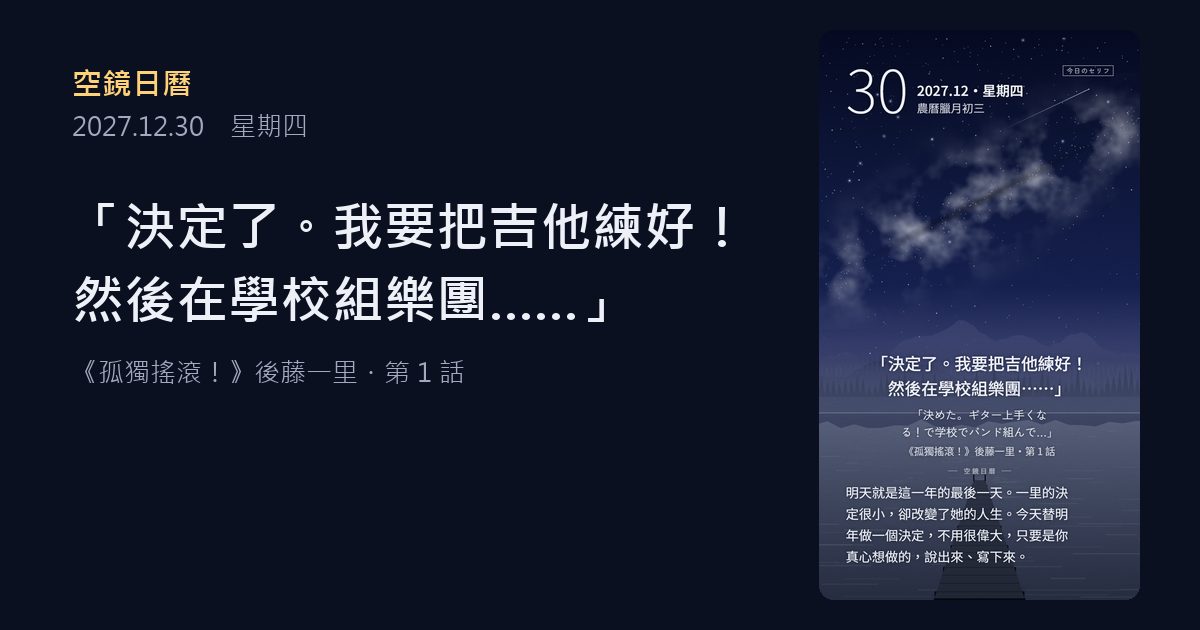 空鏡日曆
2027.12.30 星期四
「決定了。我要把吉他練好！
然後在學校組樂團……」
《孤獨搖滾！》後藤一里・第 1 話
今日のセリフ
30
2027.12・星期四
農曆臘月初三
「決定了。我要把吉他練好！
然後在學校組樂團……」
「決めた。ギター上手くな
る！で学校でバンド組んで…」
《孤獨搖滾！》後藤一里・第 1 話
— 空鏡日曆 —
明天就是這一年的最後一天。一里的決
定很小，卻改變了她的人生。今天替明
年做一個決定，不用很偉大，只要是你
真心想做的，說出來、寫下來。